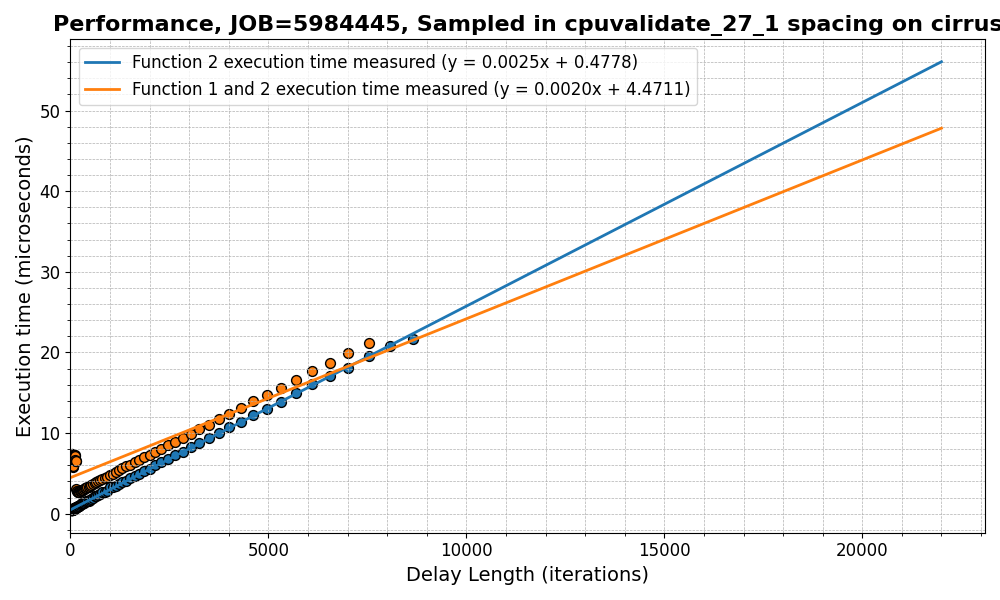 Performance, JOB=5984445, Sampled in cpuvalidate_27_1 spacing on cirrus
Function 2 execution time measured (y = 0.0025x + 0.4778)
Function 1 and 2 execution time measured (y = 0.0020x + 4.4711)
Execution time (microseconds)
50
40
30
20
10
0
0 5000 10000 15000 20000
Delay Length (iterations)